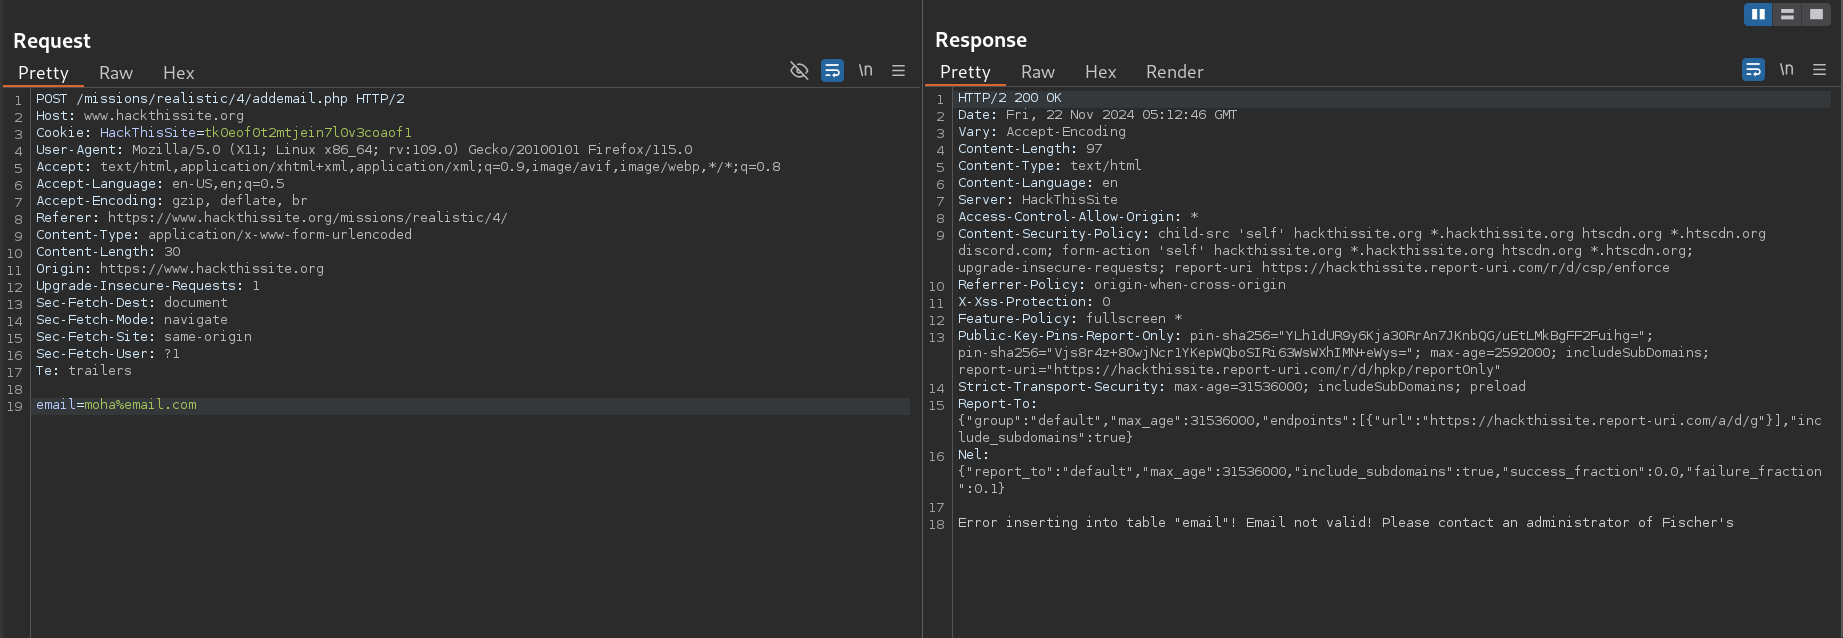 Request
Pretty Raw Hex
\n
1 POST /missions/realistic/4/addemail.php HTTP/2
2 Host: www.hackthissite.org
3 Cookie: HackThisSite=tk0eof0t2mtjein7l0v3coaof1
4 User-Agent: Mozilla/5.0 (X11; Linux x86_64; rv:109.0) Gecko/20100101 Firefox/115.0
5 Accept: text/html,application/xhtml+xml,application/xml;q=0.9,image/avif,image/webp,*/*;q=0.8
6 Accept-Language: en-US,en;q=0.5
7 Accept-Encoding: gzip, deflate, br
8 Referer: https://www.hackthissite.org/missions/realistic/4/
9 Content-Type: application/x-www-form-urlencoded
10 Content-Length: 30
11 Origin: https://www.hackthissite.org
12 Upgrade-Insecure-Requests: 1
13 Sec-Fetch-Dest: document
14 Sec-Fetch-Mode: navigate
15 Sec-Fetch-Site: same-origin
16 Sec-Fetch-User: ?1
17 Te: trailers
18
19 email=moha%email.com
Response
Pretty Raw Hex Render
\n
1 HTTP/2 200 OK
2 Date: Fri, 22 Nov 2024 05:12:46 GMT
3 Vary: Accept-Encoding
4 Content-Length: 97
5 Content-Type: text/html
6 Content-Language: en
7 Server: HackThisSite
8 Access-Control-Allow-Origin: *
9 Content-Security-Policy: child-src 'self' hackthissite.org *.hackthissite.org htscdn.org *.htscdn.org
discord.com; form-action 'self' hackthissite.org *.hackthissite.org htscdn.org *.htscdn.org;
upgrade-insecure-requests; report-uri https://hackthissite.report-uri.com/r/d/csp/enforce
10 Referrer-Policy: origin-when-cross-origin
11 X-Xss-Protection: 0
12 Feature-Policy: fullscreen *
13 Public-Key-Pins-Report-Only: pin-sha256="YLh1dUR9y6Kja30RrAn7JKnbQG/uEtLMkBgFF2Fuihg=";
pin-sha256="Vjs8r4z+80wjNcr1YKepWQboSIRi63WsWXhIMN+eWys="; max-age=2592000; includeSubDomains;
report-uri="https://hackthissite.report-uri.com/r/d/hpkp/reportOnly"
14 Strict-Transport-Security: max-age=31536000; includeSubDomains; preload
15 Report-To:
{"group":"default","max_age":31536000,"endpoints":[{"url":"https://hackthissite.report-uri.com/a/d/g"}],"inc
lude_subdomains":true}
16 Nel:
{"report_to":"default","max_age":31536000,"include_subdomains":true,"success_fraction":0.0,"failure_fraction
":0.1}
17
18 Error inserting into table "email"! Email not valid! Please contact an administrator of Fischer's